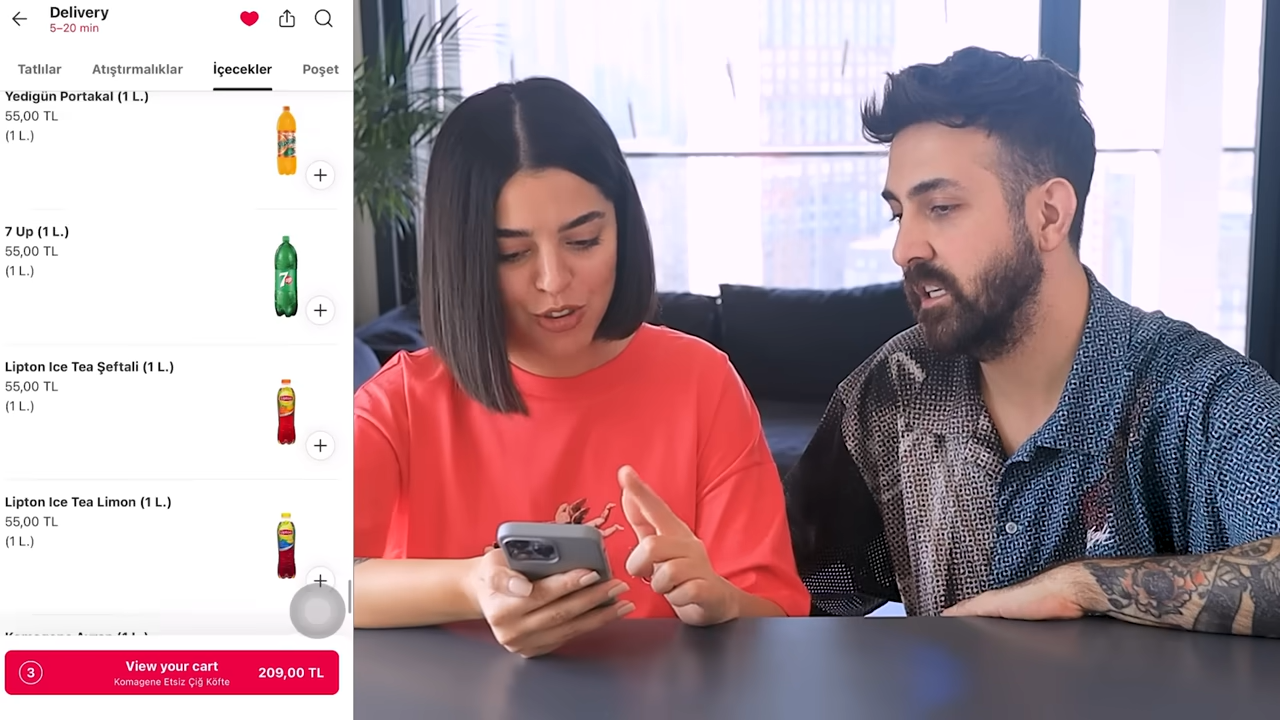 Delivery
5–20 min
Tatlılar
Atıştırmalıklar
İçecekler
Poşet
Yedigün Portakal (1 L.)
55,00 TL
(1 L.)
7 Up (1 L.)
55,00 TL
(1 L.)
7
Lipton Ice Tea Şeftali (1 L.)
55,00 TL
(1 L.)
Lipton Ice Tea Limon (1 L.)
55,00 TL
(1 L.)
3
View your cart
Komagene Etsiz Çiğ Köfte
209,00 TL